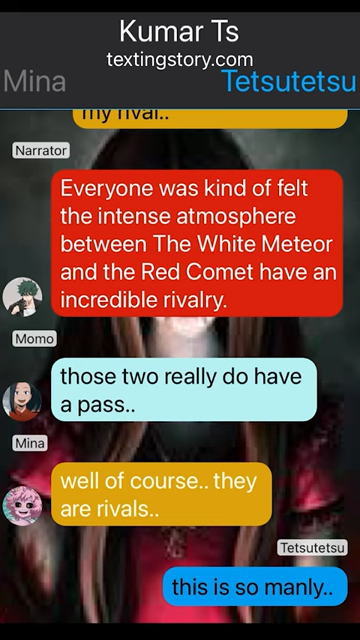 Kumar Ts
textingstory.com
Mina
Tetsutetsu
my rival..
Narrator
Everyone was kind of felt
the intense atmosphere
between The White Meteor
and the Red Comet have an
incredible rivalry.
Momo
those two really do have
a pass..
Mina
well of course.. they
are rivals..
Tetsutetsu
this is so manly..